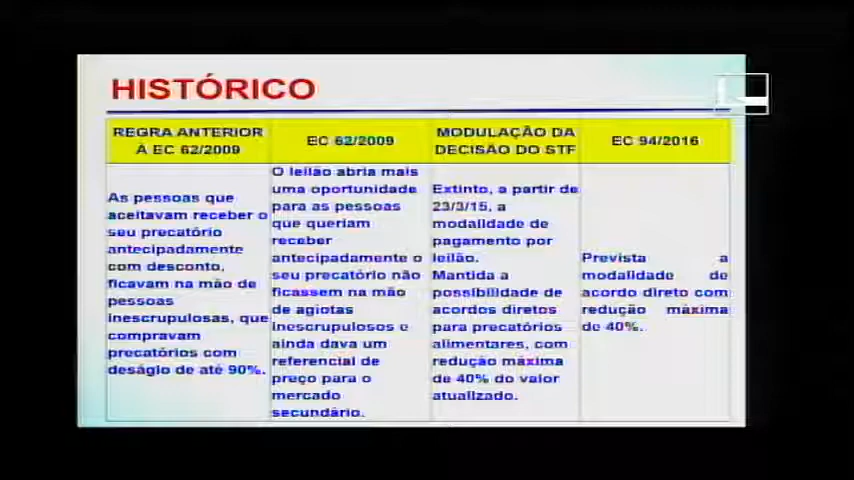 HISTÓRICO
REGRA ANTERIOR
À EC 62/2009
EC 62/2009
MODULAÇÃO DA
DECISÃO DO STF
EC 94/2016
As pessoas que
aceitavam receber o
seu precatório
antecipadamente
com desconto,
ficavam na mão de
pessoas
inescrupulosas, que
compravam
precatórios com
deságio de até 90%.
O leilão abria mais
uma oportunidade
para as pessoas
que queriam
receber
antecipadamente o
seu precatório não
ficassem na mão
de agiotas
inescrupulosos e
ainda dava um
referencial de
preço para o
mercado
secundário.
Extinto, a partir de
23/3/15, a
modalidade de
pagamento por
leilão.
Mantida a
possibilidade de
acordos diretos
para precatórios
alimentares, com
redução máxima
de 40% do valor
atualizado.
Prevista a
modalidade de
acordo direto com
redução máxima
de 40%.